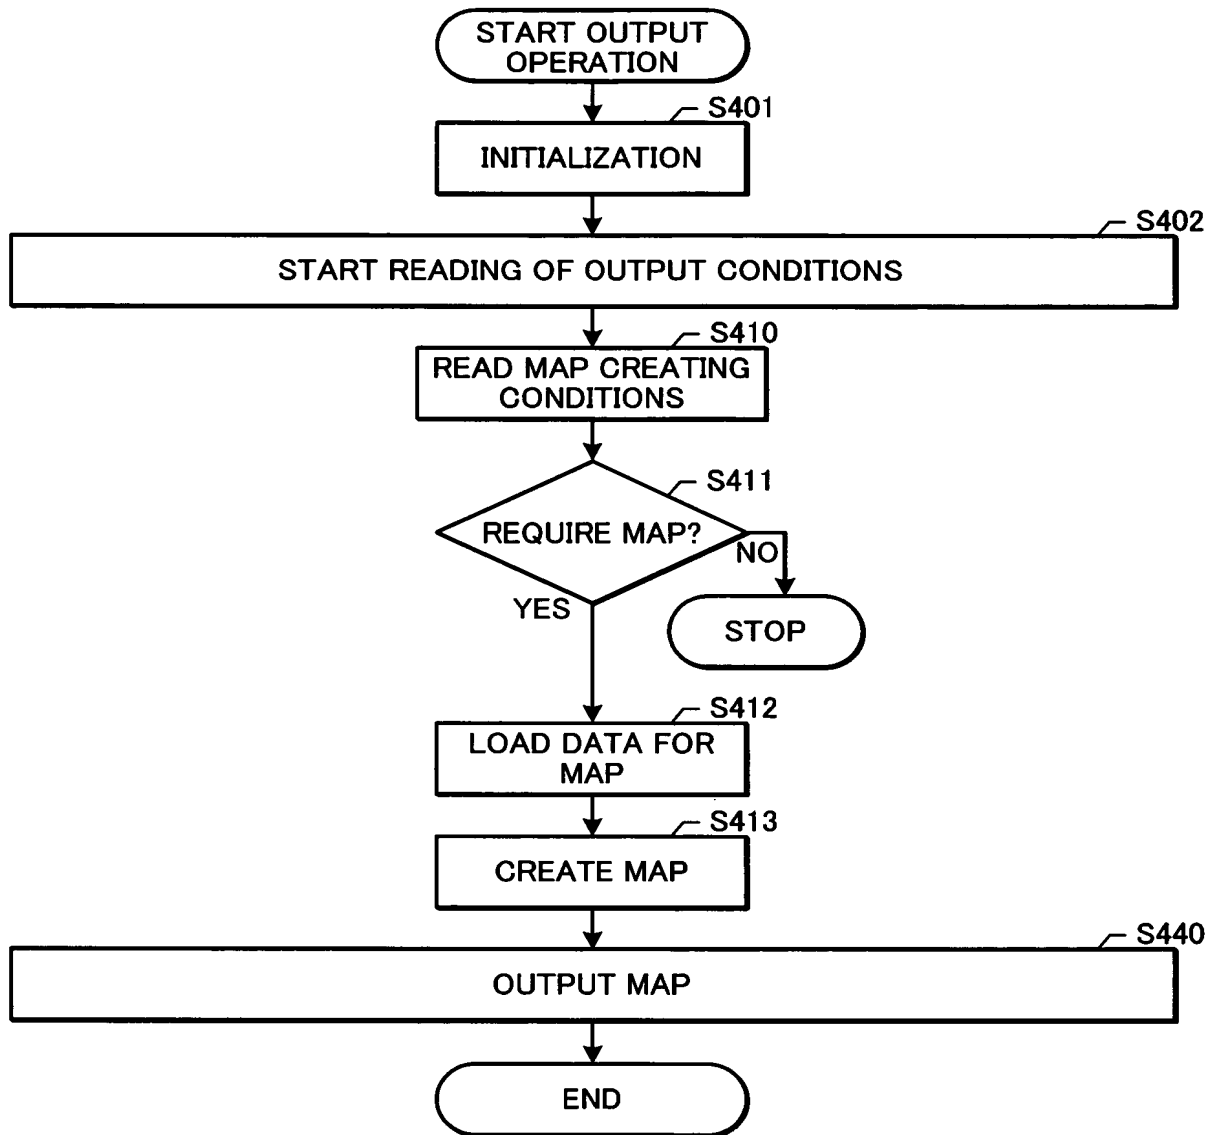 START OUTPUT
OPERATION
S401
INITIALIZATION
S402
START READING OF OUTPUT CONDITIONS
S410
READ MAP CREATING
CONDITIONS
S411
REQUIRE MAP?
NO
YES
STOP
S412
LOAD DATA FOR
MAP
S413
CREATE MAP
S440
OUTPUT MAP
END